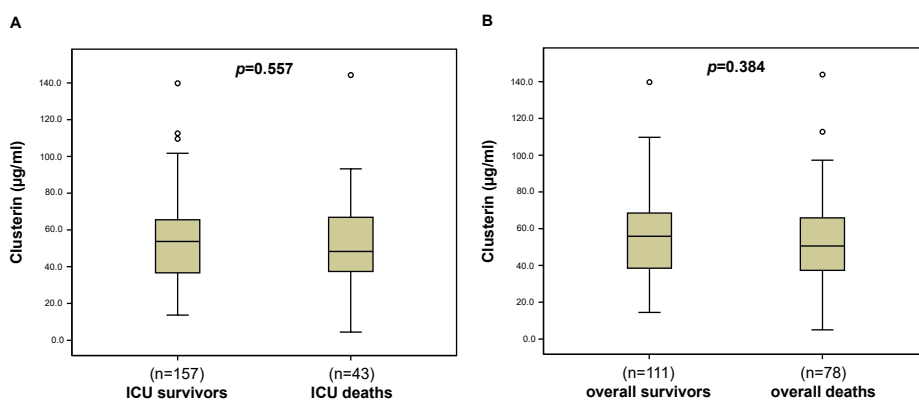 A
p=0.557
Clusterin (µg/ml)
140.0
120.0
100.0
80.0
60.0
40.0
20.0
0.0
(n=157)
ICU survivors
(n=43)
ICU deaths
B
p=0.384
Clusterin (µg/ml)
140.0
120.0
100.0
80.0
60.0
40.0
20.0
0.0
(n=111)
overall survivors
(n=78)
overall deaths